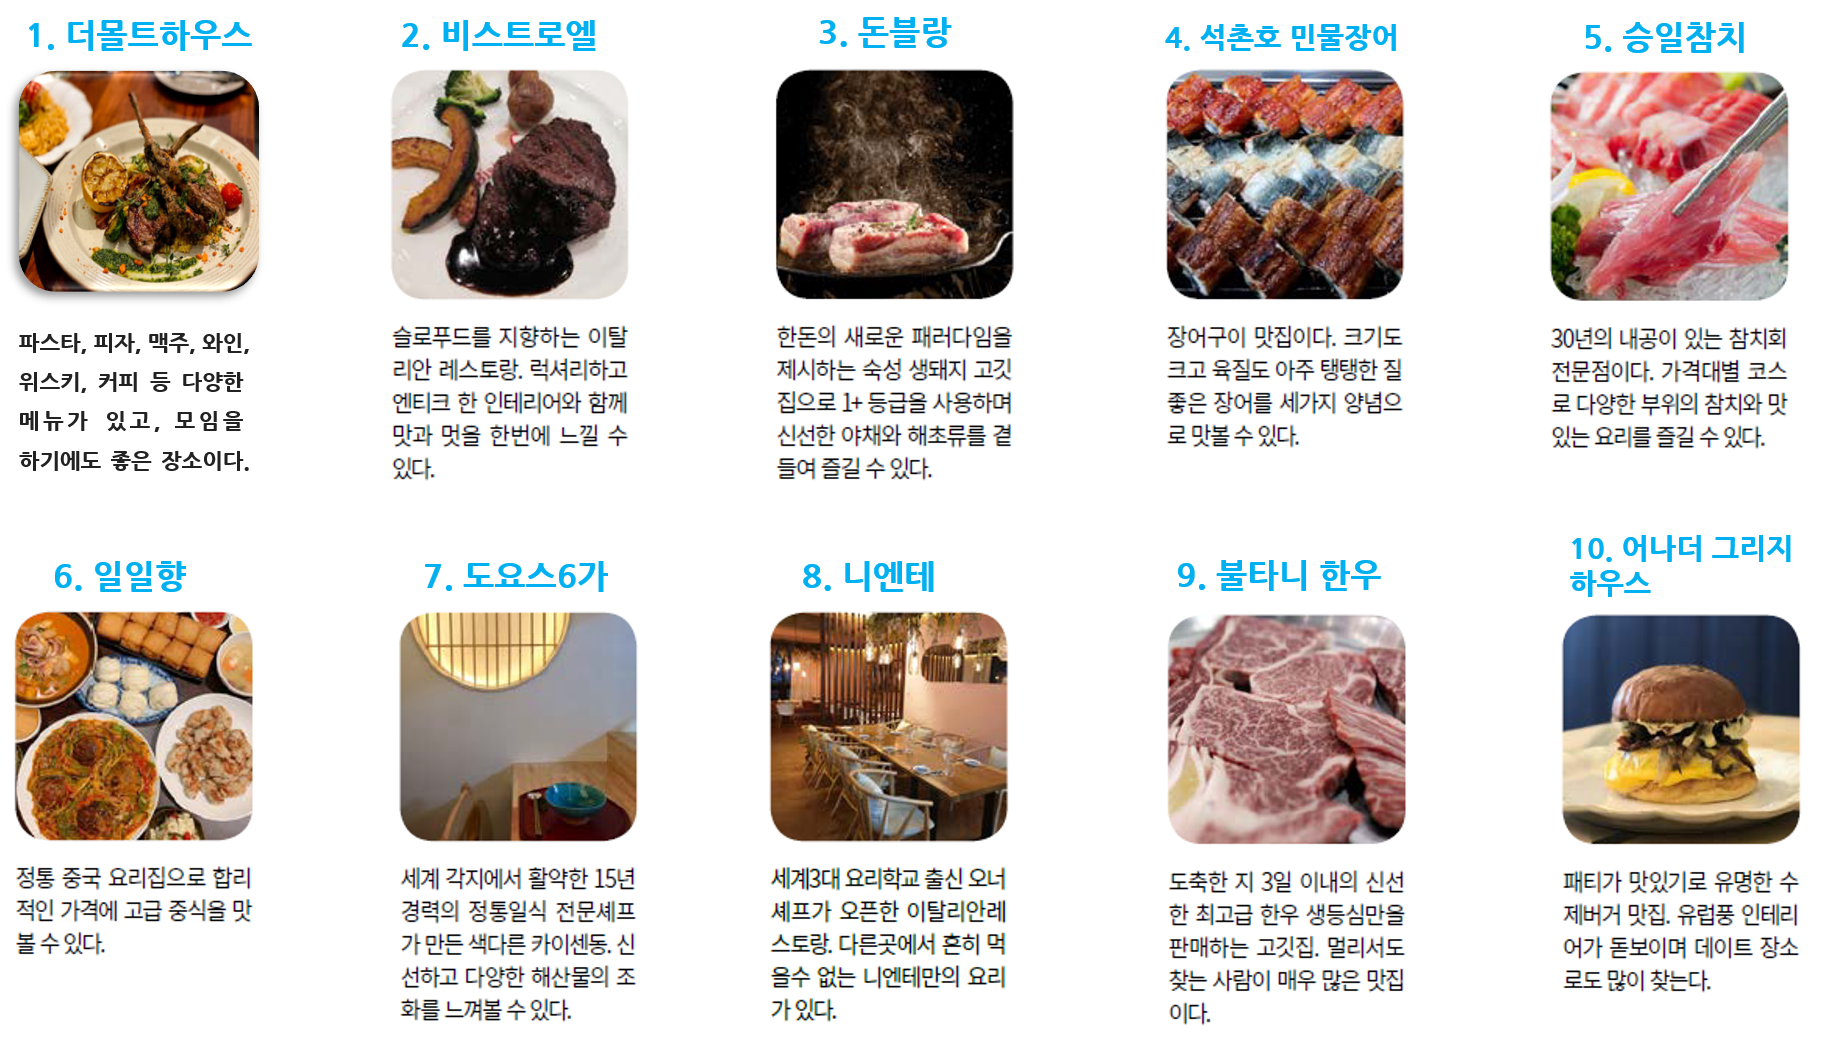 1. 더몰트하우스
파스타, 피자, 맥주, 와인,
위스키, 커피 등 다양한
메뉴가 있고, 모임을
하기에도 좋은 장소이다.
2. 비스트로엘
슬로푸드를 지향하는 이탈
리안 레스토랑. 럭셔리하고
엔티크 한 인테리어와 함께
맛과 멋을 한번에 느낄 수
있다.
3. 돈블랑
한돈의 새로운 패러다임을
제시하는 숙성 생돼지 고깃
집으로 1+ 등급을 사용하며
신선한 야채와 해초류를 곁
들여 즐길 수 있다.
4. 석촌호 민물장어
장어구이 맛집이다. 크기도
크고 육질도 아주 탱탱한 질
좋은 장어를 세가지 양념으
로 맛볼 수 있다.
5. 승일참치
30년의 내공이 있는 참치회
전문점이다. 가격대별 코스
로 다양한 부위의 참치와 맛
있는 요리를 즐길 수 있다.
6. 일일향
정통 중국 요리집으로 합리
적인 가격에 고급 중식을 맛
볼 수 있다.
7. 도요스6가
세계 각지에서 활약한 15년
경력의 정통일식 전문셰프
가 만든 색다른 카이센동. 신
선하고 다양한 해산물의 조
화를 느껴볼 수 있다.
8. 니엔테
세계3대 요리학교 출신 오너
셰프가 오픈한 이탈리안레
스토랑. 다른곳에서 흔히 먹
을수 없는 니엔테만의 요리
가 있다.
9. 불타니 한우
도축한 지 3일 이내의 신선
한 최고급 한우 생등심만을
판매하는 고깃집. 멀리서도
찾는 사람이 매우 많은 맛집
이다.
10. 어나더 그리지
하우스
패티가 맛있기로 유명한 수
제버거 맛집. 유럽풍 인테리
어가 돋보이며 데이트 장소
로도 많이 찾는다.